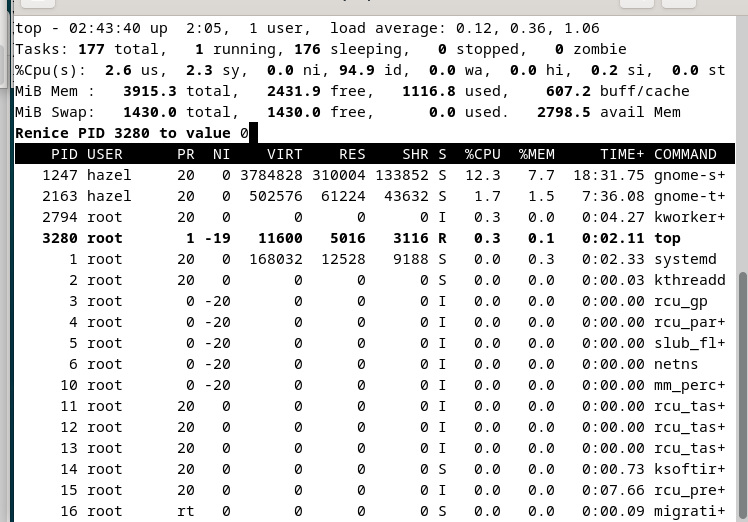 top - 02:43:40 up  2:05,  1 user,  load average: 0.12, 0.36, 1.06
Tasks: 177 total,   1 running, 176 sleeping,   0 stopped,   0 zombie
%Cpu(s):  2.6 us,  2.3 sy,  0.0 ni, 94.9 id,  0.0 wa,  0.0 hi,  0.2 si,  0.0 st
MiB Mem :   3915.3 total,   2431.9 free,   1116.8 used,    607.2 buff/cache
MiB Swap:   1430.0 total,   1430.0 free,      0.0 used.   2798.5 avail Mem
Renice PID 3280 to value 0
    PID USER      PR  NI    VIRT    RES    SHR S  %CPU  %MEM     TIME+ COMMAND
   1247 hazel     20   0 3784828 310004 133852 S  12.3   7.7  18:31.75 gnome-s+
   2163 hazel     20   0  502576  61224  43632 S   1.7   1.5   7:36.08 gnome-t+
   2794 root      20   0       0      0      0 I   0.3   0.0   0:04.27 kworker+
   3280 root       1 -19   11600   5016   3116 R   0.3   0.1   0:02.11 top
      1 root      20   0  168032  12528   9188 S   0.0   0.3   0:02.33 systemd
      2 root      20   0       0      0      0 S   0.0   0.0   0:00.03 kthreadd
      3 root       0 -20       0      0      0 I   0.0   0.0   0:00.00 rcu_gp
      4 root       0 -20       0      0      0 I   0.0   0.0   0:00.00 rcu_par+
      5 root       0 -20       0      0      0 I   0.0   0.0   0:00.00 slub_fl+
      6 root       0 -20       0      0      0 I   0.0   0.0   0:00.00 netns
     10 root       0 -20       0      0      0 I   0.0   0.0   0:00.00 mm_perc+
     11 root      20   0       0      0      0 I   0.0   0.0   0:00.00 rcu_tas+
     12 root      20   0       0      0      0 I   0.0   0.0   0:00.00 rcu_tas+
     13 root      20   0       0      0      0 I   0.0   0.0   0:00.00 rcu_tas+
     14 root      20   0       0      0      0 S   0.0   0.0   0:00.73 ksoftir+
     15 root      20   0       0      0      0 I   0.0   0.0   0:07.66 rcu_pre+
     16 root      rt   0       0      0      0 S   0.0   0.0   0:00.09 migrati+